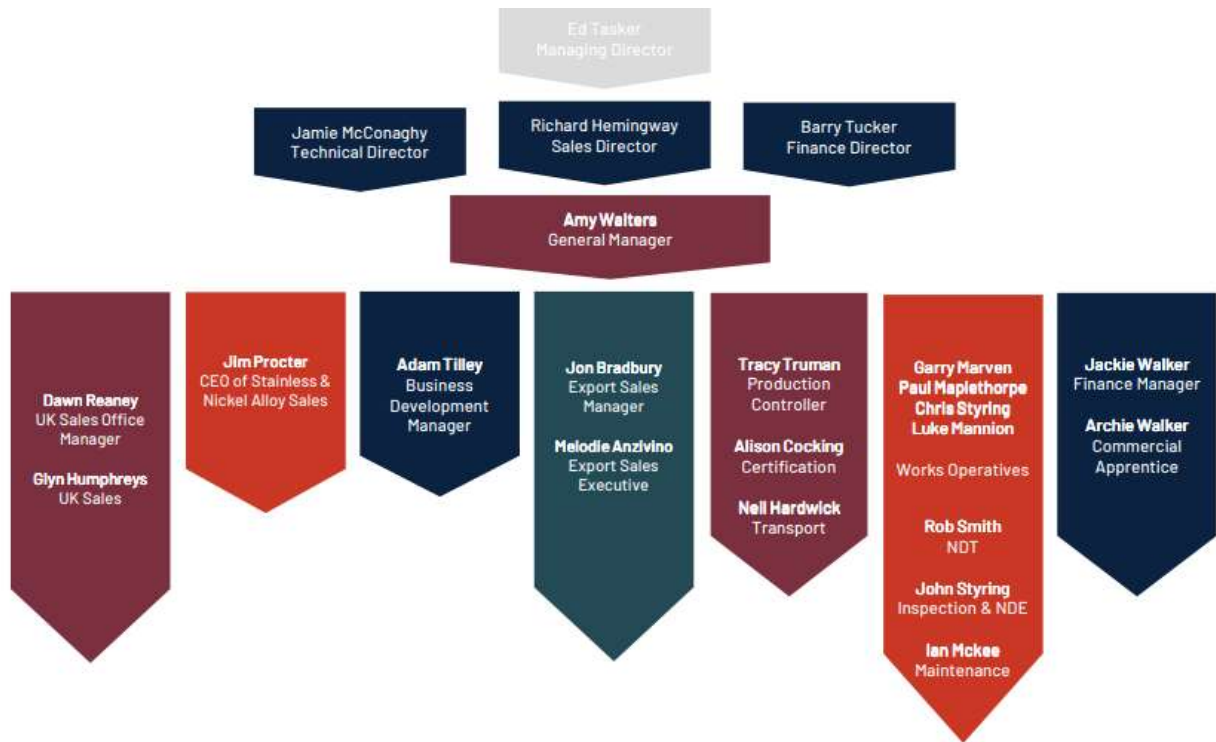 Ed Tasker
Managing Director
Jamie McConaghy
Technical Director
Richard Hemingway
Sales Director
Barry Tucker
Finance Director
Amy Walters
General Manager
Dawn Reaney
UK Sales Office
Manager
Glyn Humphreys
UK Sales
Jim Procter
CEO of Stainless &
Nickel Alloy Sales
Adam Tilley
Business
Development
Manager
Jon Bradbury
Export Sales
Manager
Melodie Anzivino
Export Sales
Executive
Tracy Truman
Production
Controller
Alison Cocking
Certification
Neil Hardwick
Transport
Garry Marven
Paul Maplethorpe
Chris Styring
Luke Mannion
Works Operatives
Rob Smith
NDT
John Styring
Inspection & NDE
Ian Mckee
Maintenance
Jackie Walker
Finance Manager
Archie Walker
Commercial
Apprentice